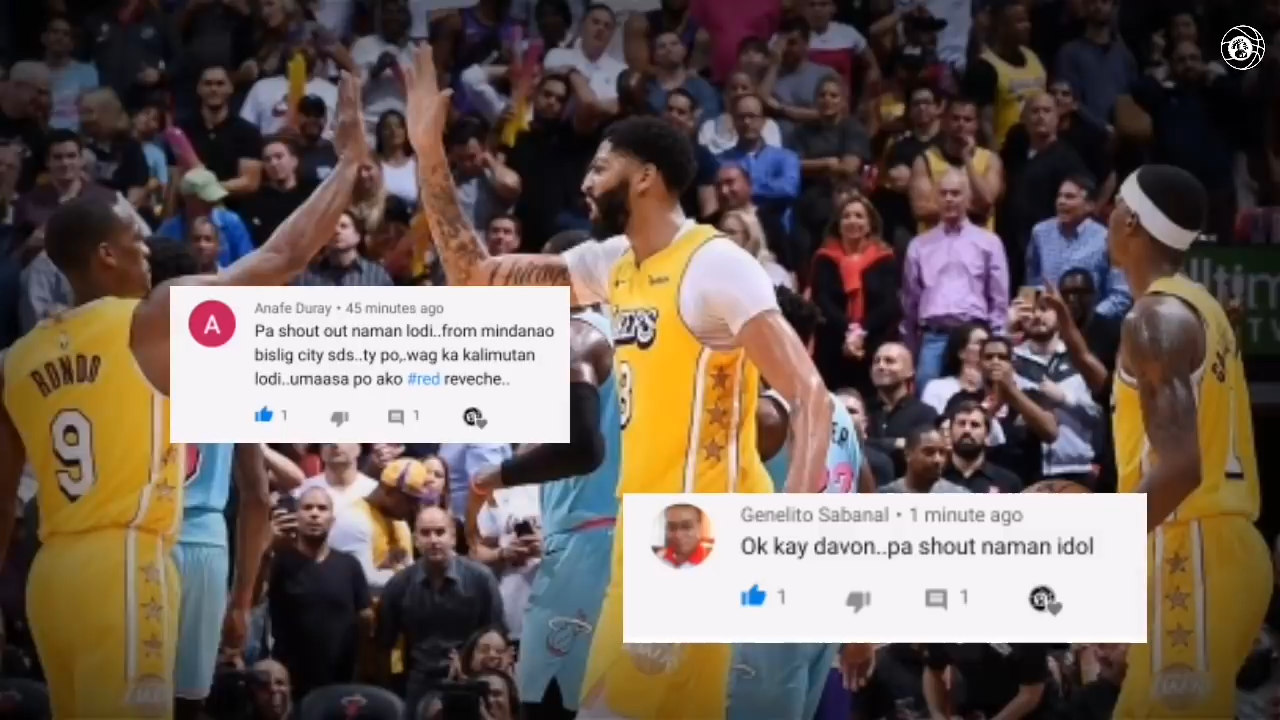 Chicago
RONDO
9
Anafe Duray • 45 minutes ago
A
Pa shout out naman lodi..from mindanao
bislig city sds..ty po,.wag ka kalimutan
lodi..umaasa po ako #red reveche..
1
1
Genelito Sabanal • 1 minute ago
Ok kay davon..pa shout naman idol
1
1